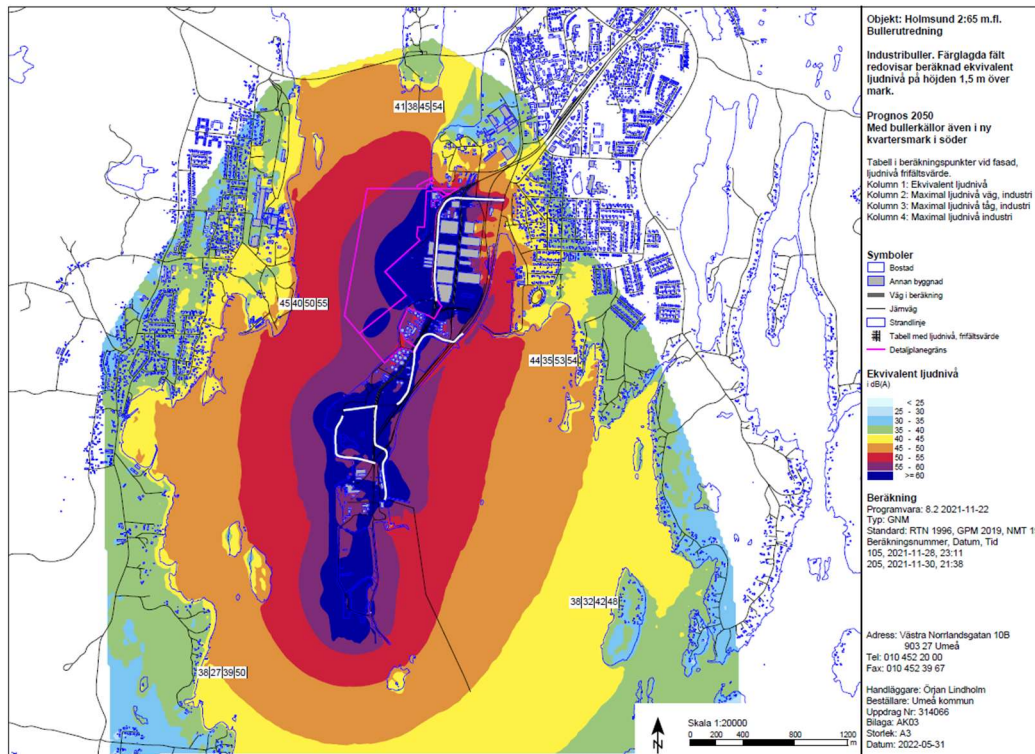 Objekt: Holmsund 2:65 m.fl.
Bullerutredning
Industribuller. Färglagda fält
redovisar beräknad ekvivalent
ljudnivå på höjden 1,5 m över
mark.
Prognos 2050
Med bullerkällor även i ny
kvartersmark i söder
Tabell i beräkningspunkter vid fasad,
ljudnivå frifältsvärde.
Kolumn 1: Ekvivalent ljudnivå
Kolumn 2: Maximal ljudnivå väg, industri
Kolumn 3: Maximal ljudnivå tåg, industri
Kolumn 4: Maximal ljudnivå industri
Symboler
Bostad
Annan byggnad
Väg i beräkning
Järnväg
Strandlinje
Tabell med ljudnivå, frifältsvärde
Detaljplanegräns
Ekvivalent ljudnivå
i dB(A)
< 25
25 - 30
30 - 35
35 - 40
40 - 45
45 - 50
50 - 55
55 - 60
>= 60
Beräkning
Programvara: 8.2 2021-11-22
Typ: GNM
Standard: RTN 1996, GPM 2019, NMT 19
Beräkningsnummer, Datum, Tid
105, 2021-11-28, 23:11
205, 2021-11-30, 21:38
Adress: Västra Norrlandsgatan 10B
903 27 Umeå
Tel: 010 452 20 00
Fax: 010 452 39 67
Handläggare: Örjan Lindholm
Beställare: Umeå kommun
Uppdrag Nr: 314066
Bilaga: AK03
Storlek: A3
Datum: 2022-05-31
41 38 45 54
45 40 50 55
44 35 53 54
38 32 42 48
38 27 39 50
N
Skala 1:20000
0 200 400 800 1200
m